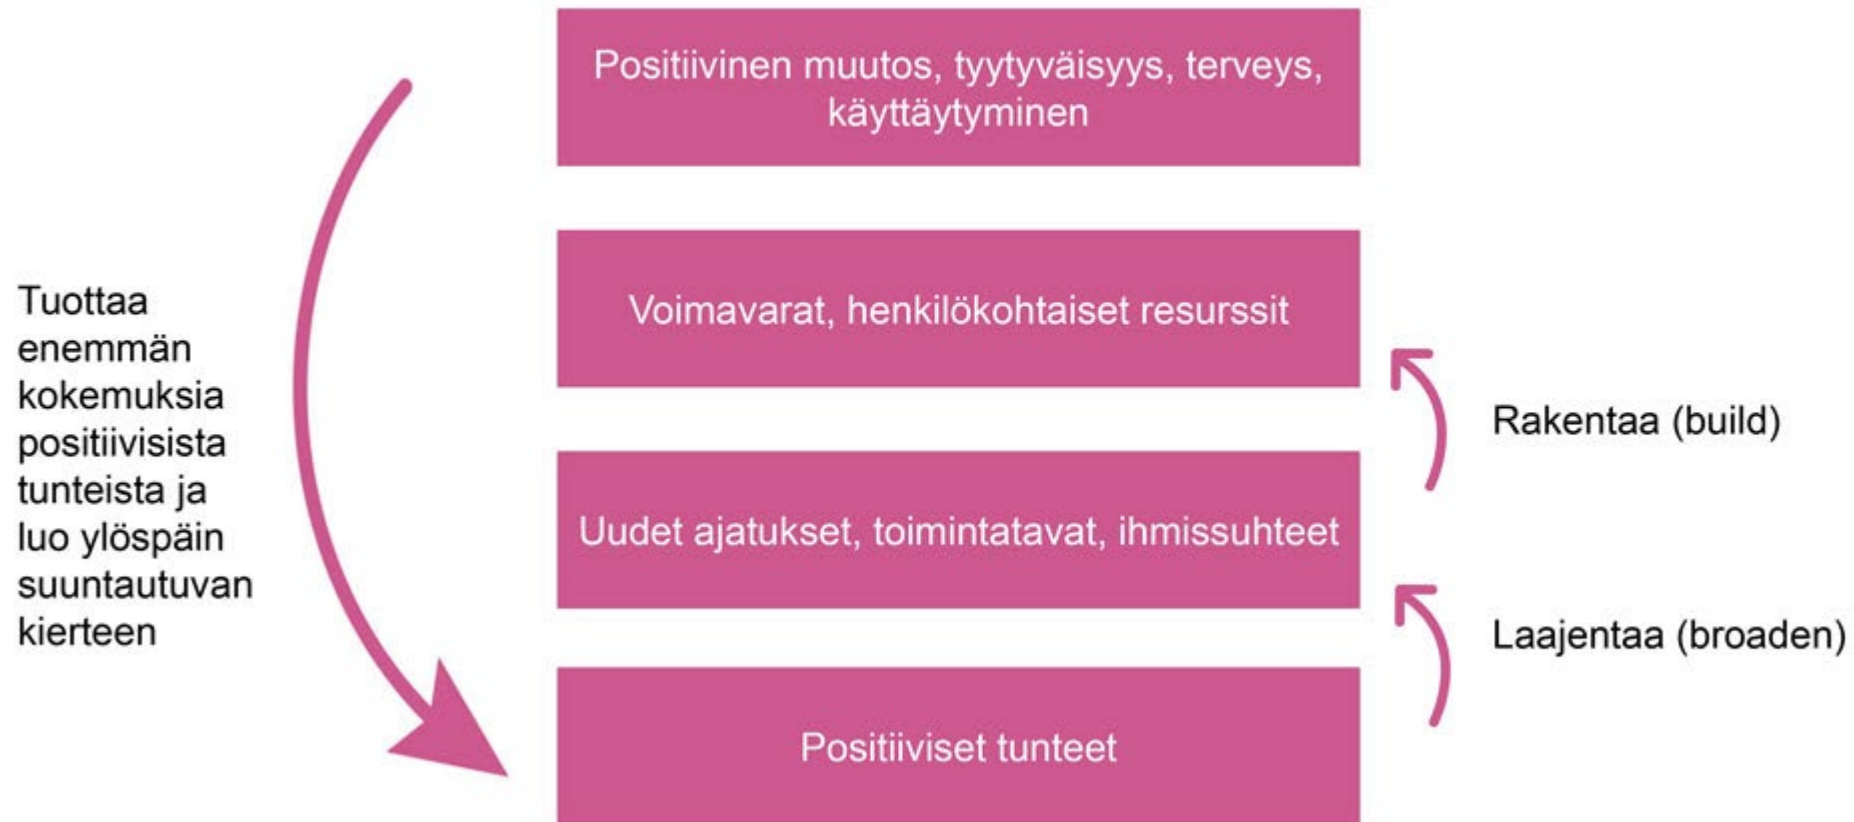 Positiivinen muutos, tyytyväisyys, terveys,
käyttäytyminen
Voimavarat, henkilökohtaiset resurssit
Uudet ajatukset, toimintatavat, ihmissuhteet
Positiiviset tunteet
Tuottaa
enemmän
kokemuksia
positiivisista
tunteista ja
luo ylöspäin
suuntautuvan
kierteen
Rakentaa (build)
Laajentaa (broaden)